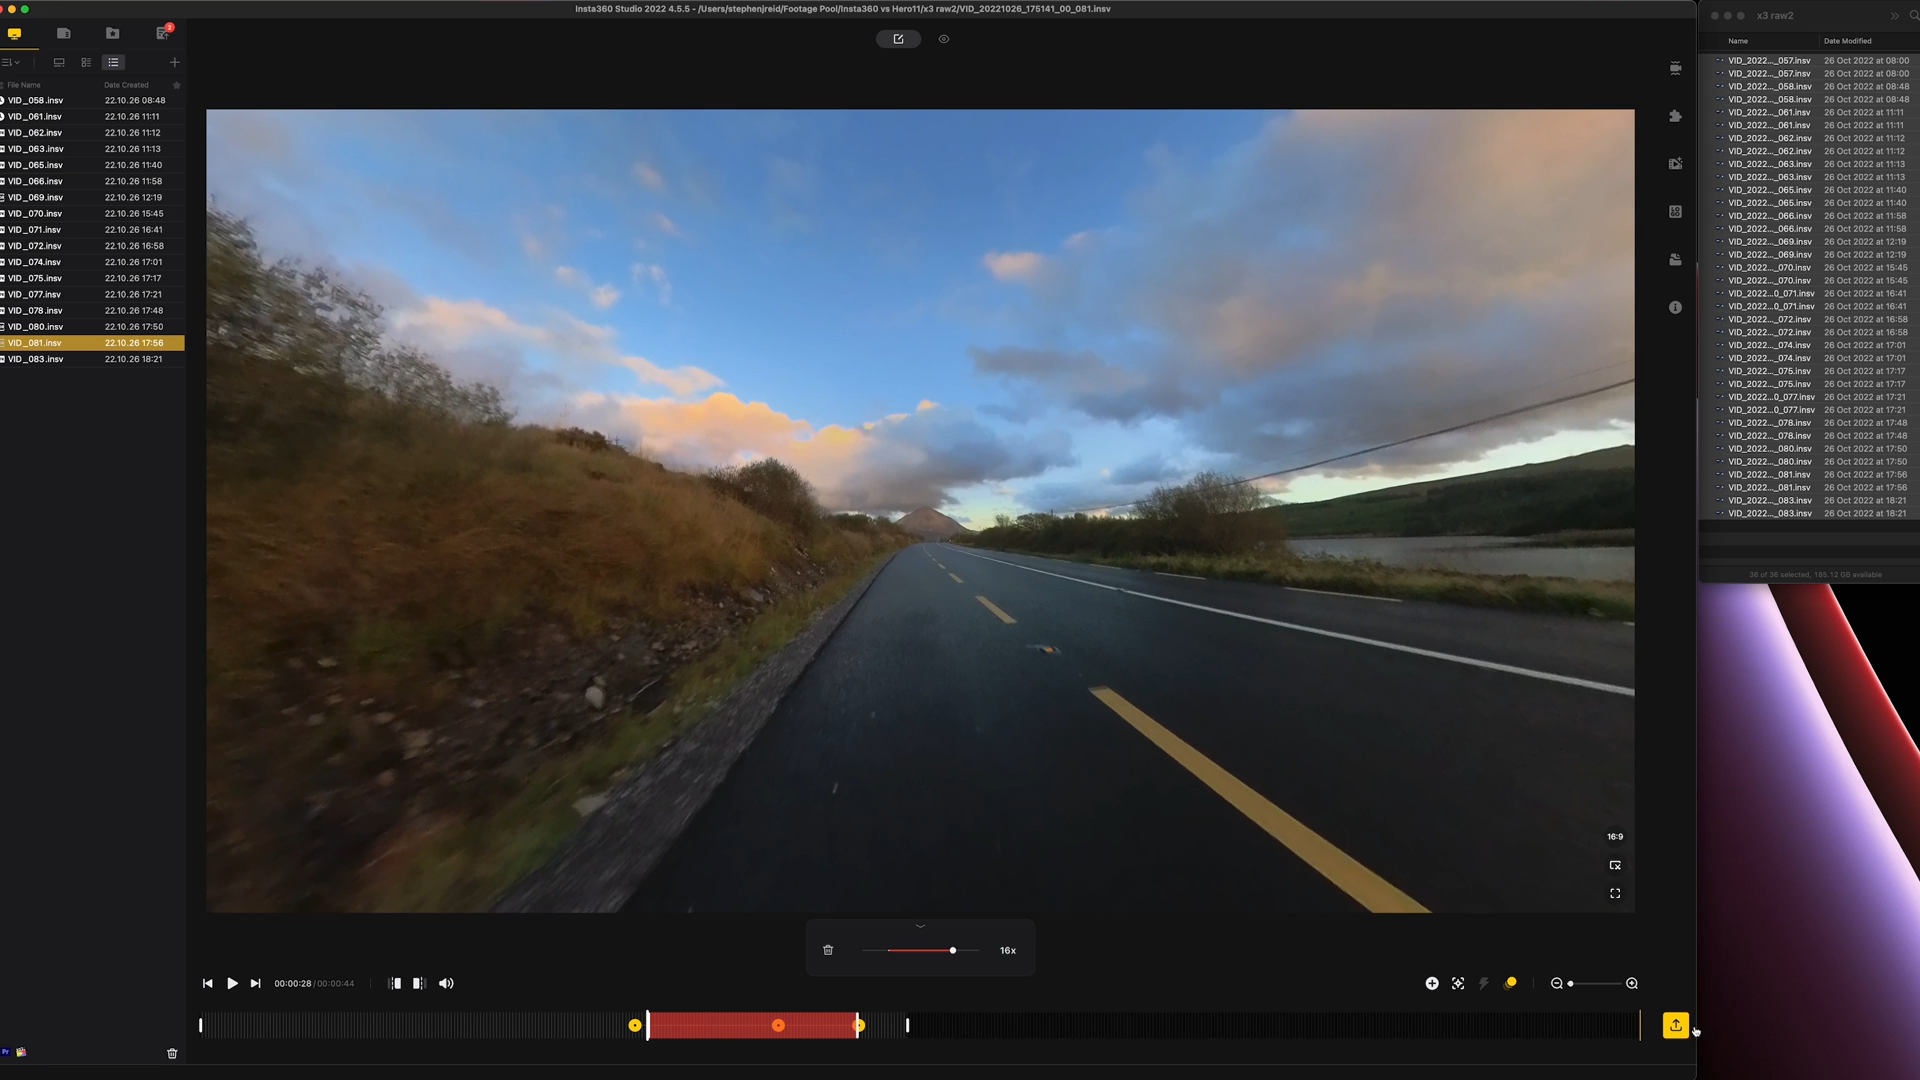 Insta360 Studio 2022 4.5.5 - /Users/stephenjreid/Footage Pool/Insta360 vs Hero11/x3 raw2/VID_20221026_175141_00_081.insv
2
File Name Date Created
VID_058.insv 22.10.26 08:48
VID_061.insv 22.10.26 11:11
VID_062.insv 22.10.26 11:12
VID_063.insv 22.10.26 11:13
VID_065.insv 22.10.26 11:40
VID_066.insv 22.10.26 11:58
VID_069.insv 22.10.26 12:19
VID_070.insv 22.10.26 15:45
VID_071.insv 22.10.26 16:41
VID_072.insv 22.10.26 16:58
VID_074.insv 22.10.26 17:01
VID_075.insv 22.10.26 17:17
VID_077.insv 22.10.26 17:21
VID_078.insv 22.10.26 17:48
VID_080.insv 22.10.26 17:50
VID_081.insv 22.10.26 17:56
VID_083.insv 22.10.26 18:21
16:9
16x
00:00:28/00:00:44
Pr
x3 raw2
Name Date Modified
VID_2022..._057.insv 26 Oct 2022 at 08:00
VID_2022..._057.insv 26 Oct 2022 at 08:00
VID_2022..._058.insv 26 Oct 2022 at 08:48
VID_2022..._058.insv 26 Oct 2022 at 08:48
VID_2022..._061.insv 26 Oct 2022 at 11:11
VID_2022..._061.insv 26 Oct 2022 at 11:11
VID_2022..._062.insv 26 Oct 2022 at 11:12
VID_2022..._062.insv 26 Oct 2022 at 11:12
VID_2022..._063.insv 26 Oct 2022 at 11:13
VID_2022..._063.insv 26 Oct 2022 at 11:13
VID_2022..._065.insv 26 Oct 2022 at 11:40
VID_2022..._065.insv 26 Oct 2022 at 11:40
VID_2022..._066.insv 26 Oct 2022 at 11:58
VID_2022..._066.insv 26 Oct 2022 at 11:58
VID_2022..._069.insv 26 Oct 2022 at 12:19
VID_2022..._069.insv 26 Oct 2022 at 12:19
VID_2022..._070.insv 26 Oct 2022 at 15:45
VID_2022..._070.insv 26 Oct 2022 at 15:45
VID_2022...0_071.insv 26 Oct 2022 at 16:41
VID_2022...0_071.insv 26 Oct 2022 at 16:41
VID_2022..._072.insv 26 Oct 2022 at 16:58
VID_2022..._072.insv 26 Oct 2022 at 16:58
VID_2022..._074.insv 26 Oct 2022 at 17:01
VID_2022..._074.insv 26 Oct 2022 at 17:01
VID_2022..._075.insv 26 Oct 2022 at 17:17
VID_2022..._075.insv 26 Oct 2022 at 17:17
VID_2022...0_077.insv 26 Oct 2022 at 17:21
VID_2022...0_077.insv 26 Oct 2022 at 17:21
VID_2022..._078.insv 26 Oct 2022 at 17:48
VID_2022..._078.insv 26 Oct 2022 at 17:48
VID_2022..._080.insv 26 Oct 2022 at 17:50
VID_2022..._080.insv 26 Oct 2022 at 17:50
VID_2022..._081.insv 26 Oct 2022 at 17:56
VID_2022..._081.insv 26 Oct 2022 at 17:56
VID_2022..._083.insv 26 Oct 2022 at 18:21
VID_2022..._083.insv 26 Oct 2022 at 18:21
36 of 36 selected, 185.12 GB available